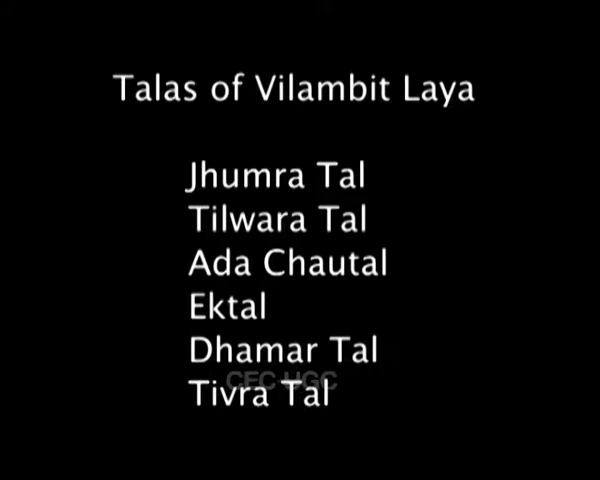 Talas of Vilambit Laya
Jhumra Tal
Tilwara Tal
Ada Chautal
Ektal
Dhamar Tal
CEC UGC
Tivra Tal